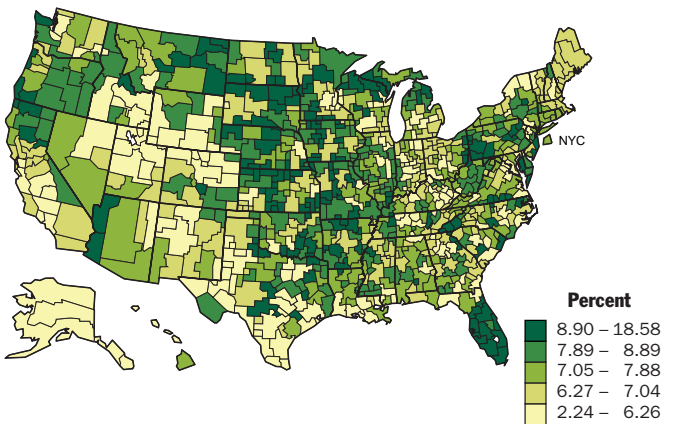 NYC
Percent
8.90 – 18.58
7.89 – 8.89
7.05 – 7.88
6.27 – 7.04
2.24 – 6.26